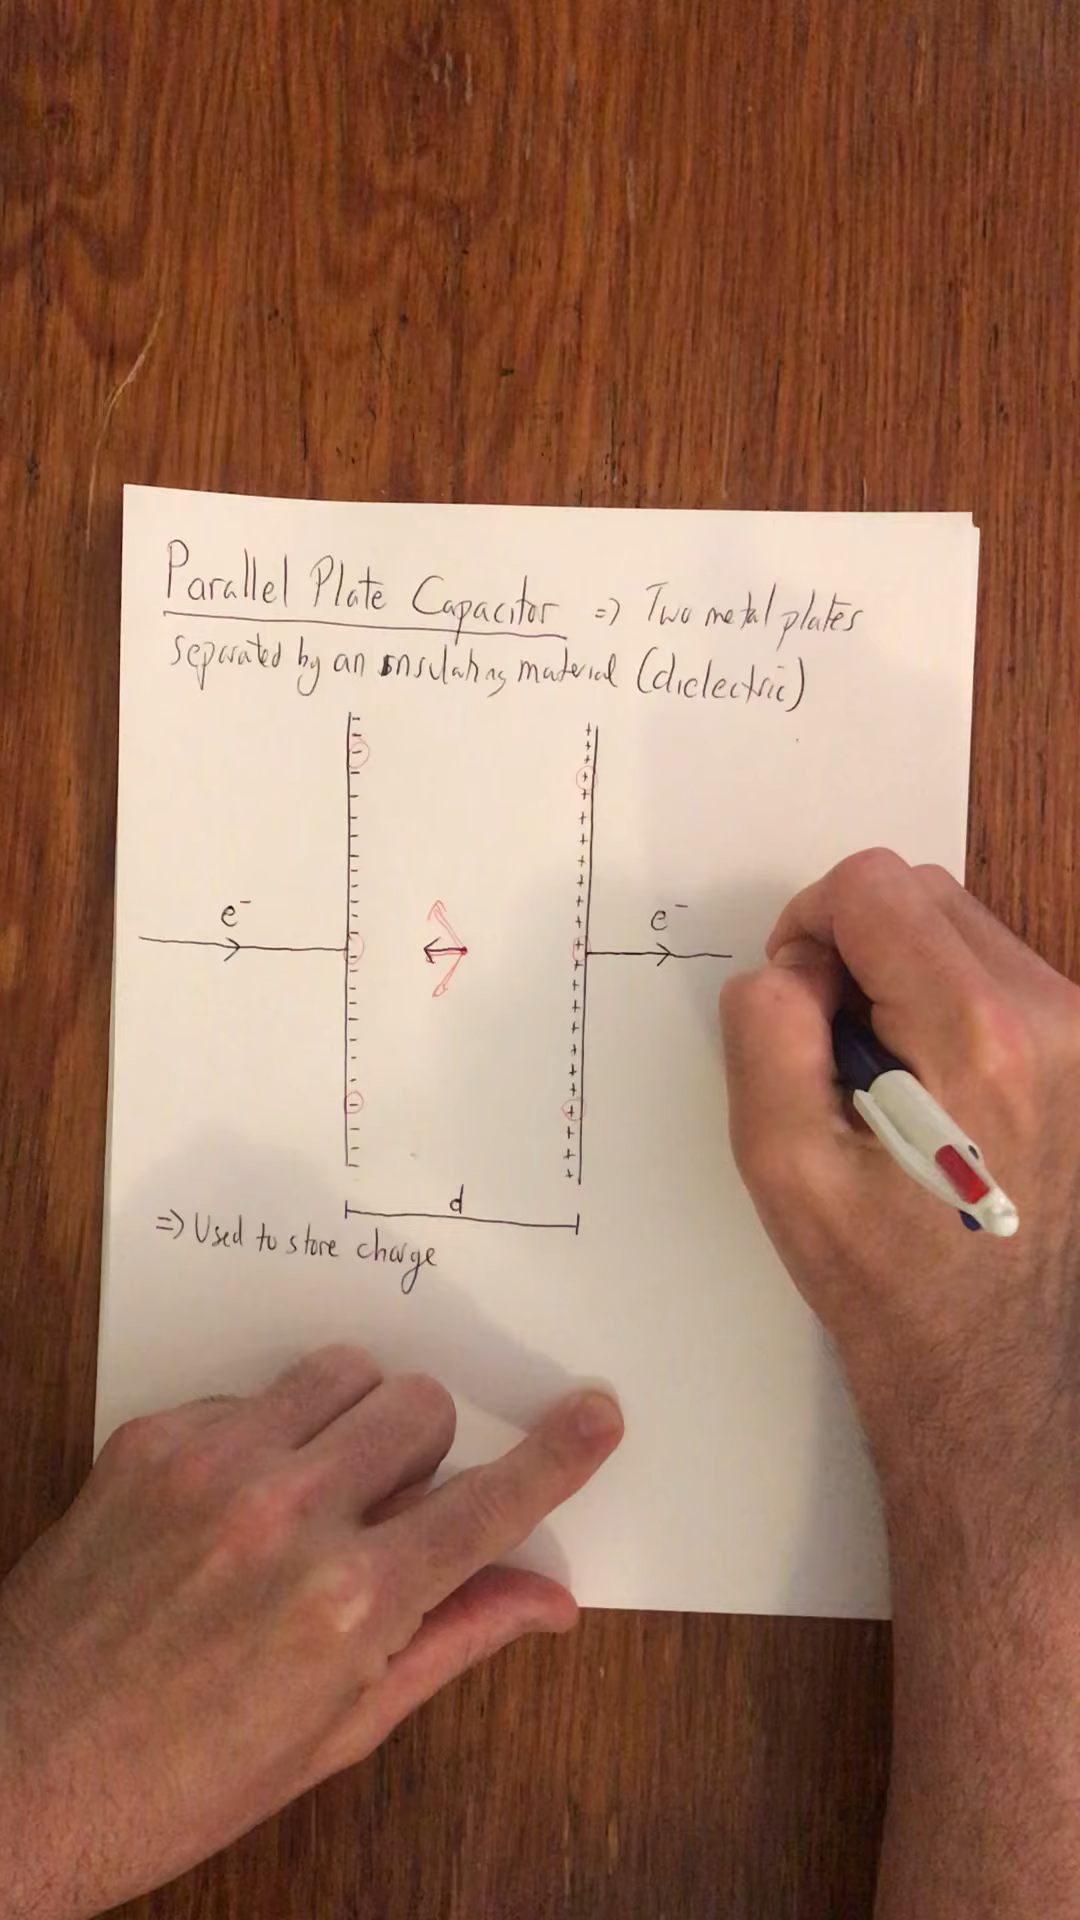 Parallel Plate Capacitor => Two metal plates
separated by an insulating material (dielectric)
e⁻
e⁻
d
=> Used to store charge